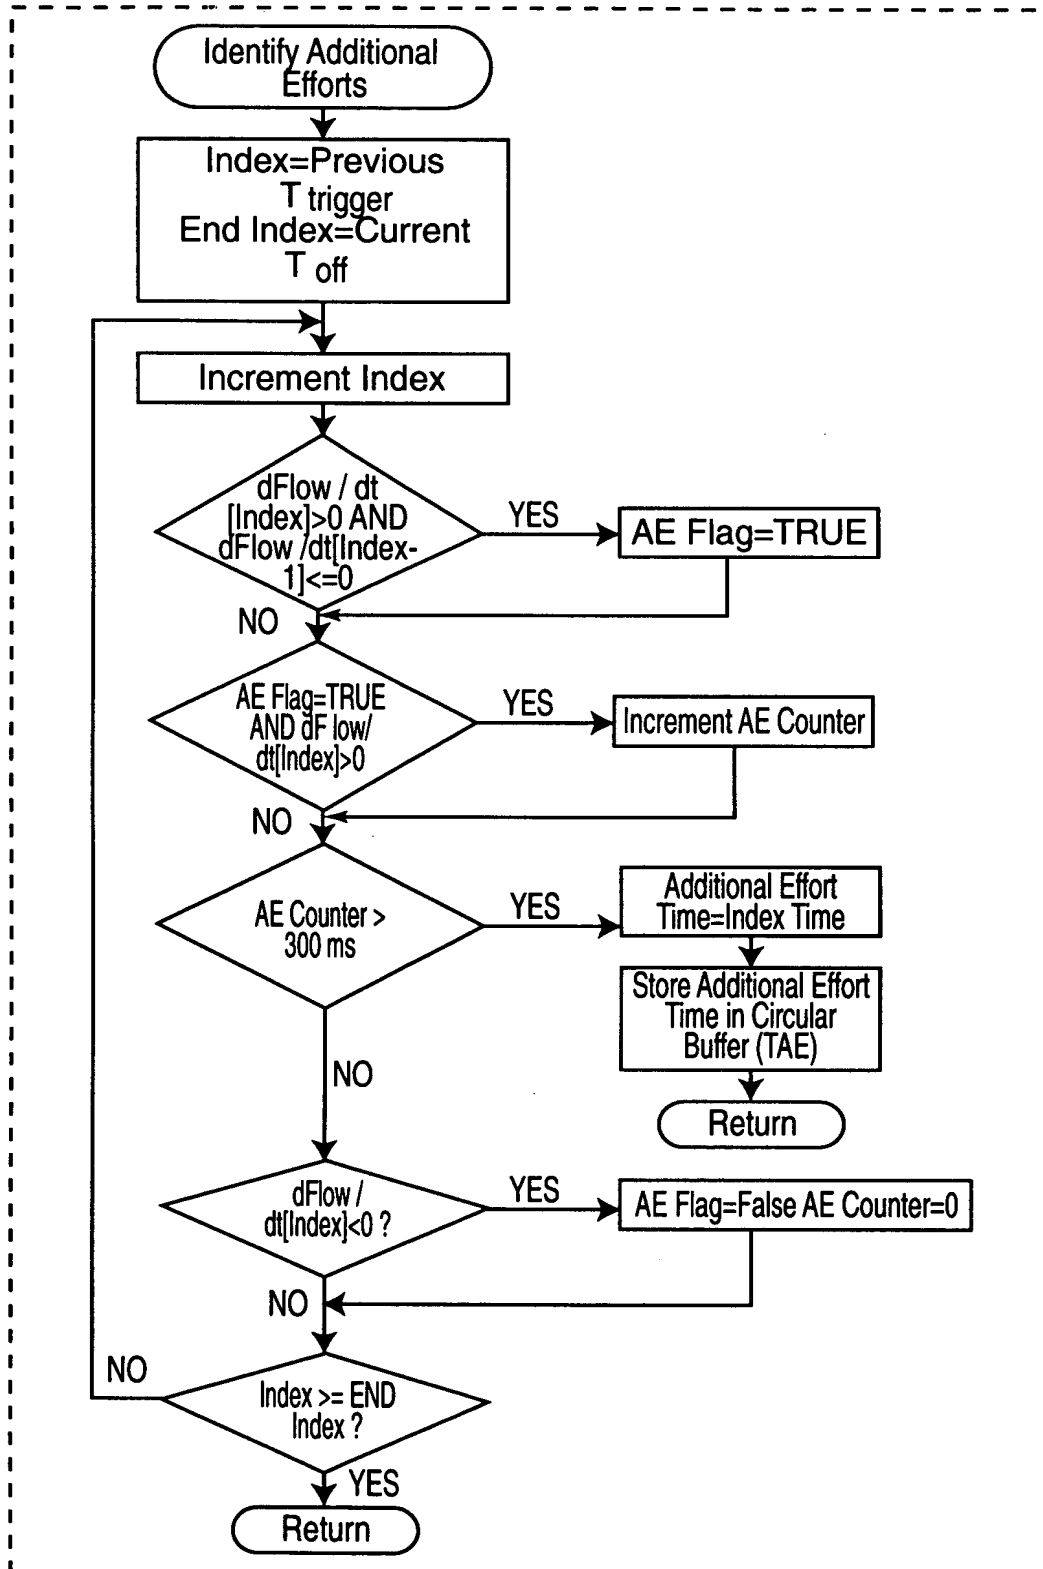 Identify Additional
Efforts
Index=Previous
T trigger
End Index=Current
T off
Increment Index
dFlow / dt
[Index]>0 AND
dFlow /dt[Index-
1]<=0
YES
AE Flag=TRUE
NO
AE Flag=TRUE
AND dF low/
dt[Index]>0
YES
Increment AE Counter
NO
AE Counter >
300 ms
YES
Additional Effort
Time=Index Time
Store Additional Effort
Time in Circular
Buffer (TAE)
Return
NO
dFlow /
dt[Index]<0 ?
YES
AE Flag=False AE Counter=0
NO
NO
Index >= END
Index ?
YES
Return